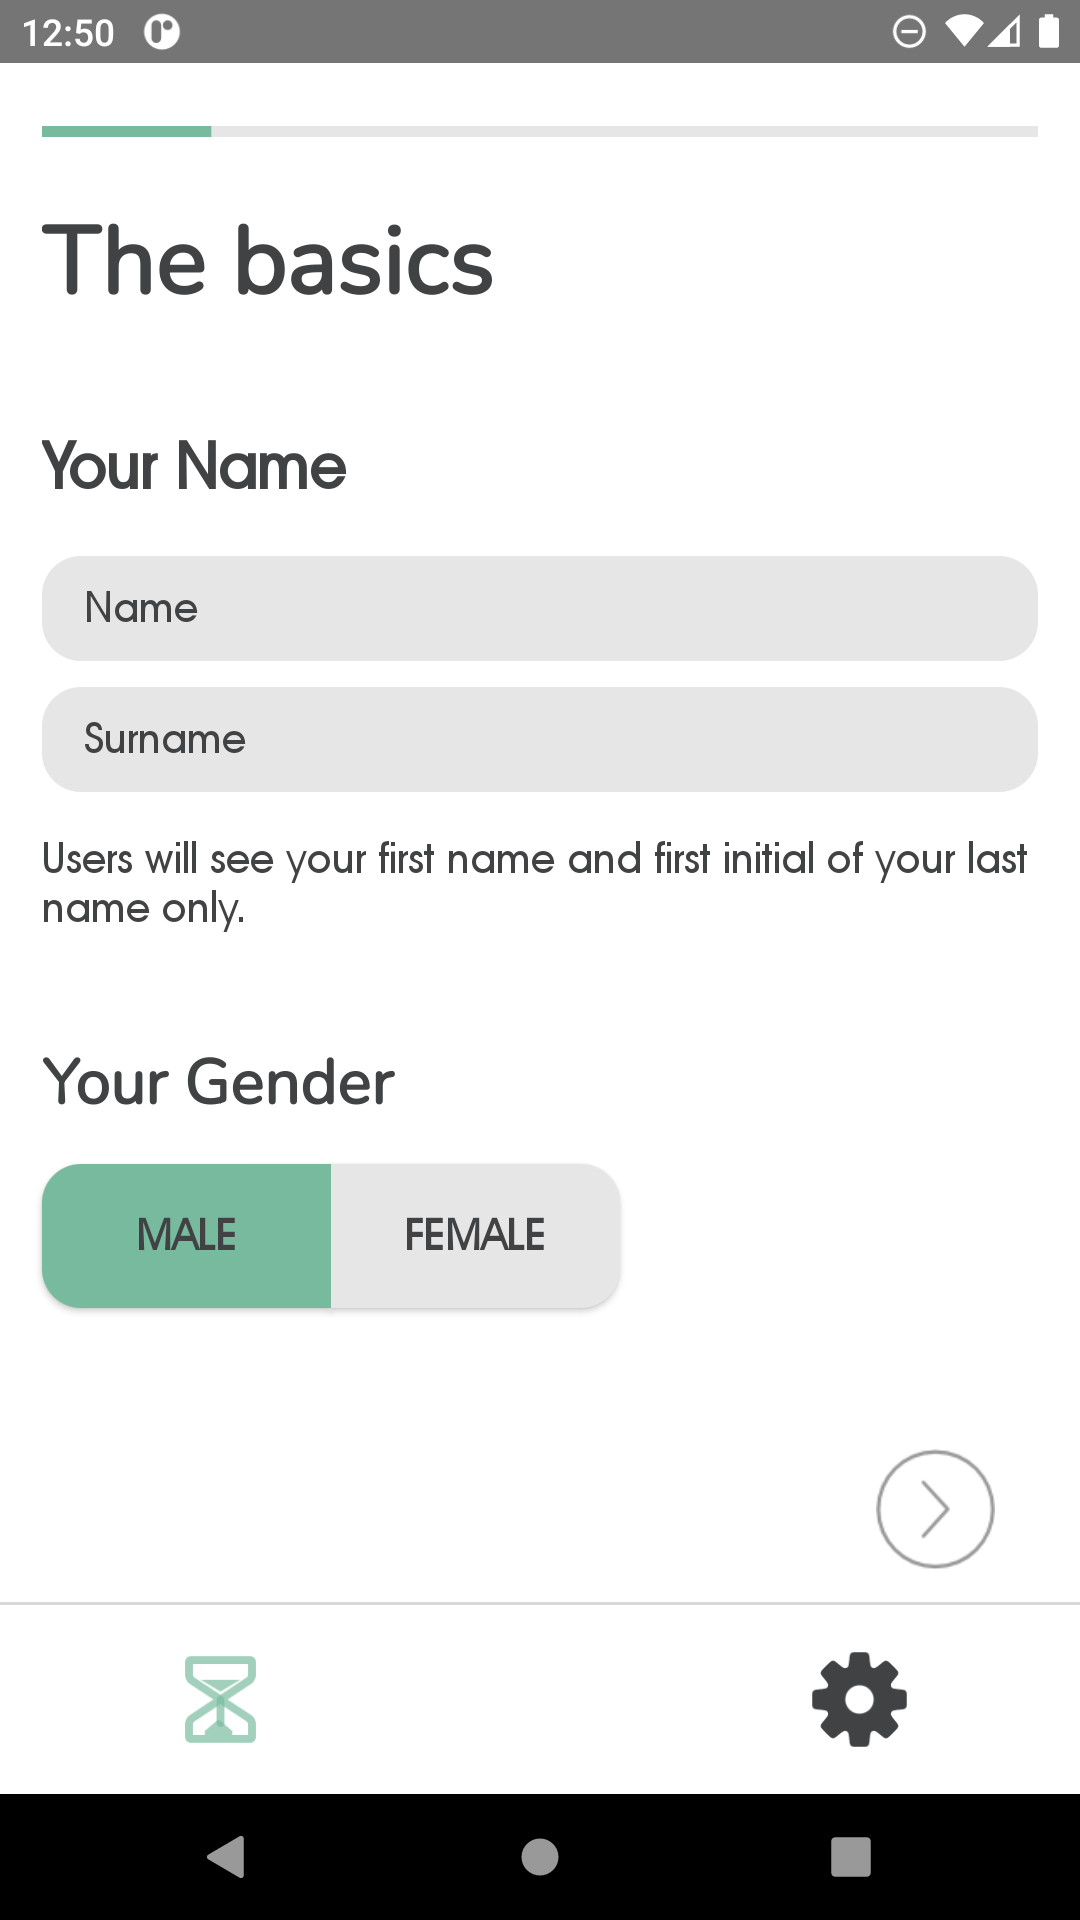 12:50
The basics
Your Name
Name
Surname
Users will see your first name and first initial of your last
name only.
Your Gender
MALE FEMALE